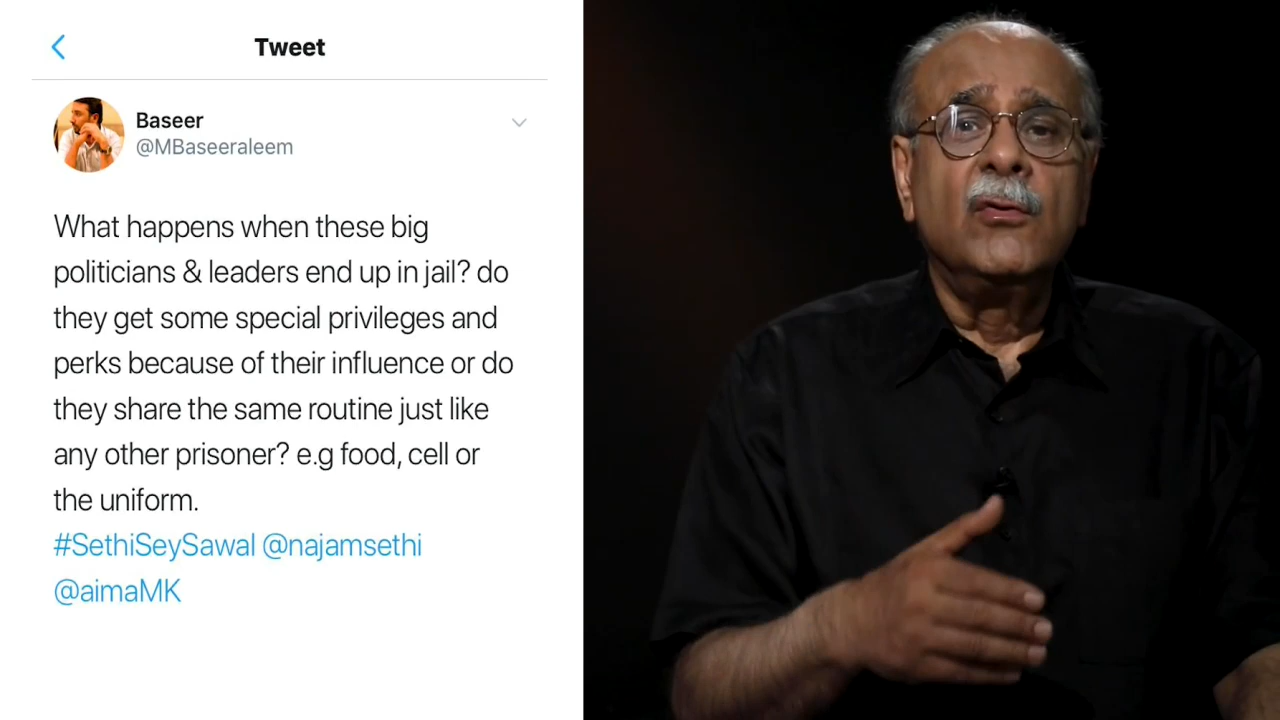 Tweet
Baseer
@MBaseeraleem
What happens when these big
politicians & leaders end up in jail? do
they get some special privileges and
perks because of their influence or do
they share the same routine just like
any other prisoner? e.g food, cell or
the uniform.
#SethiSeySawal @najamsethi
@aimaMK